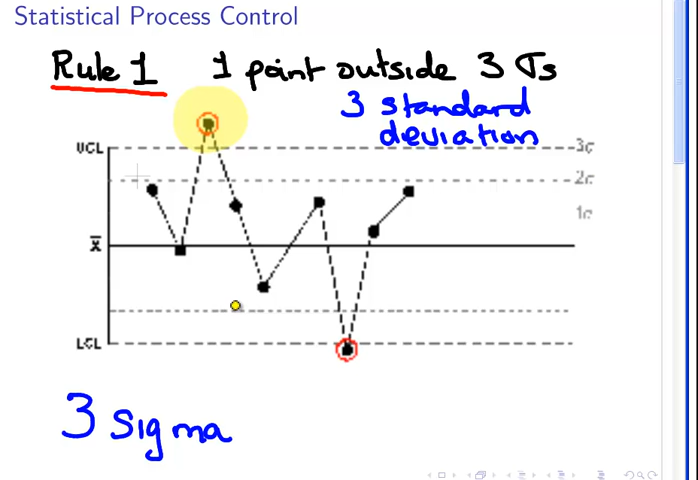 Statistical Process Control
Rule 1 1 point outside 3 σs
3 standard
deviation
UCL 3σ
2σ
1σ
X̄
LCL
3 sigma